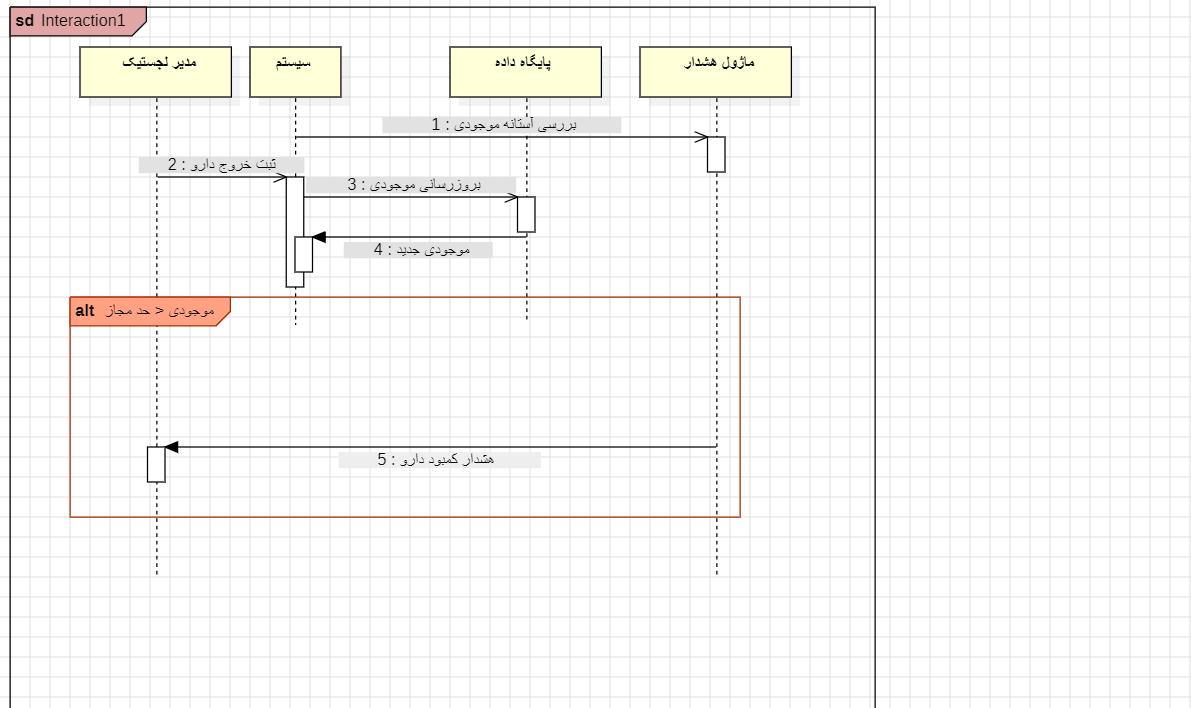 sd Interaction1
مدیر لجستیک
سیستم
پایگاه داده
ماژول هشدار
1 : بررسی آستانه موجودی
2 : ثبت خروج دارو
3 : بروزرسانی موجودی
4 : موجودی جدید
alt موجودی < حد مجاز
5 : هشدار کمبود دارو